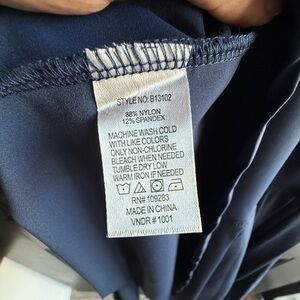 STYLE NO: B13102
88% NYLON
12% SPANDEX
MACHINE WASH COLD
WITH LIKE COLORS
ONLY NON-CHLORINE
BLEACH WHEN NEEDED
TUMBLE DRY LOW
WARM IRON IF NEEDED
RN# 109283
MADE IN CHINA
VNDR # 1001